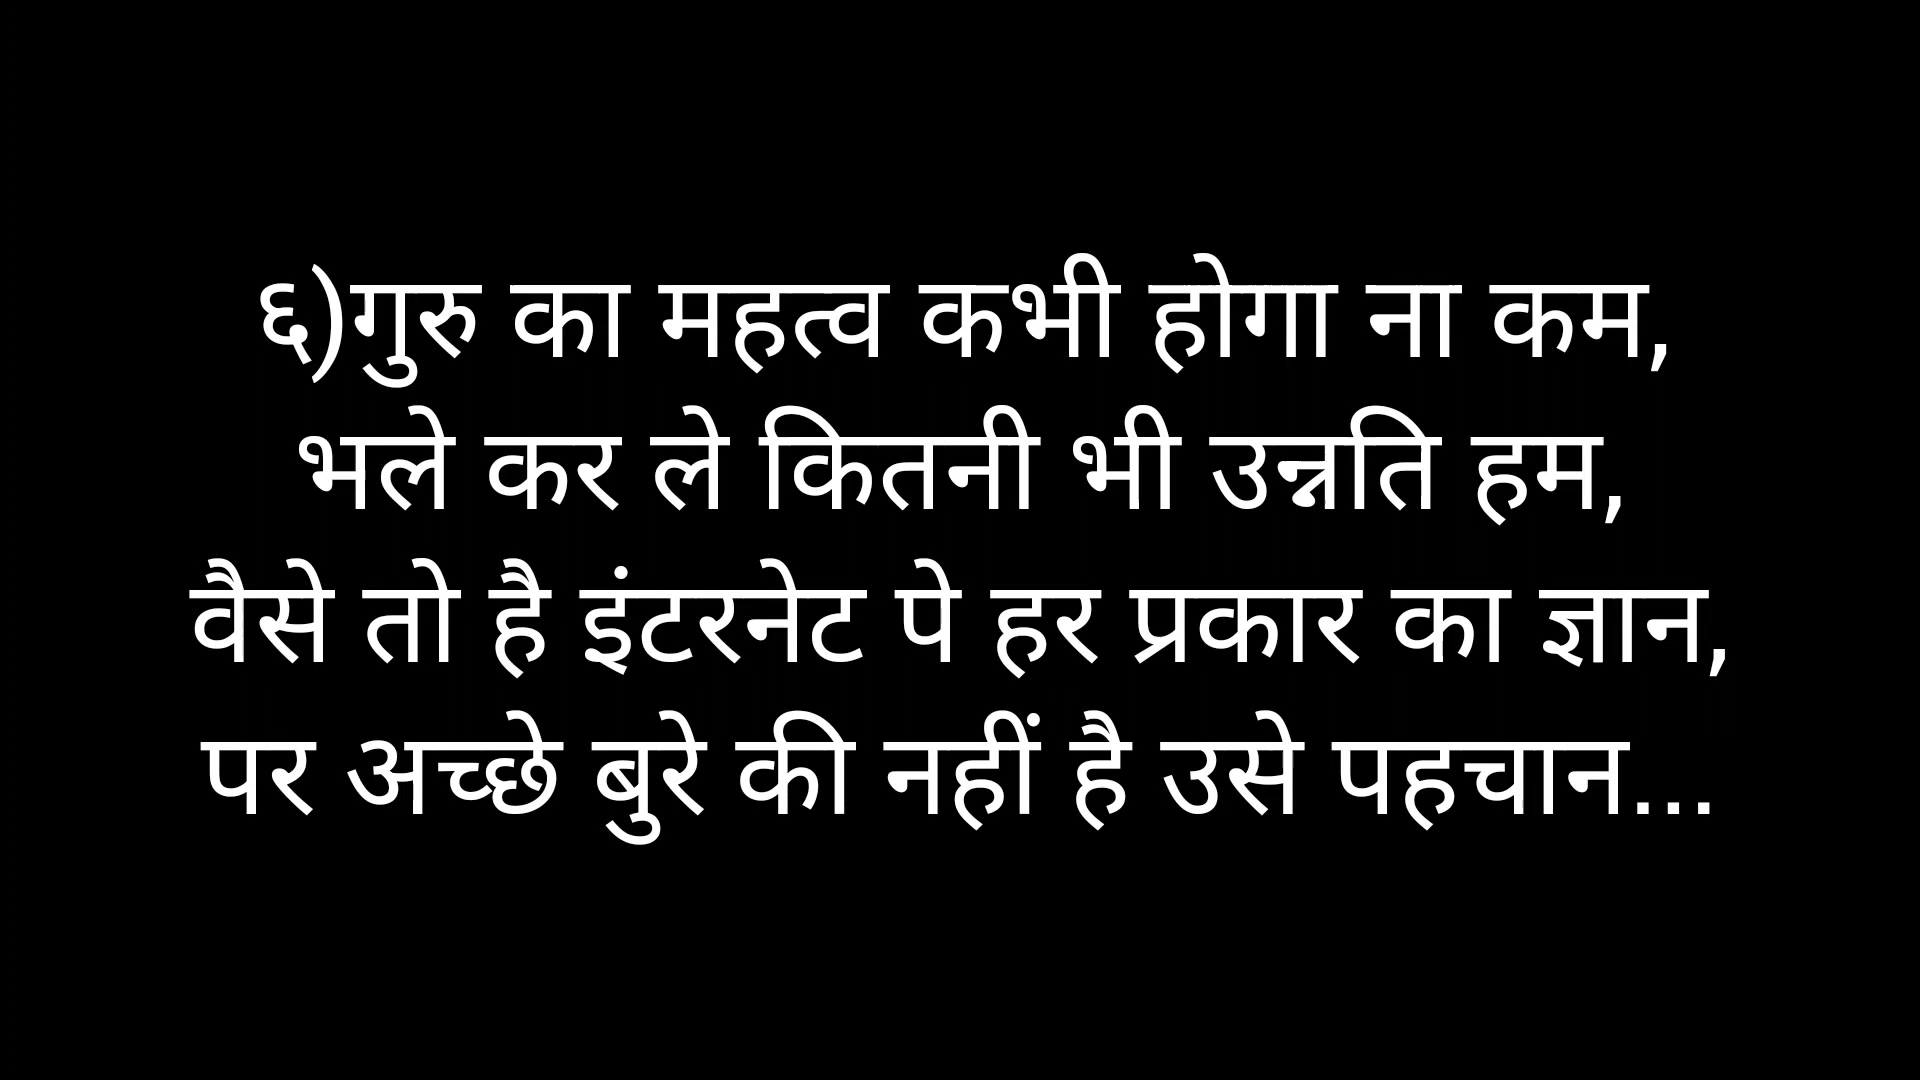 ६)गुरु का महत्व कभी होगा ना कम,
भले कर ले कितनी भी उन्नति हम,
वैसे तो है इंटरनेट पे हर प्रकार का ज्ञान,
पर अच्छे बुरे की नहीं है उसे पहचान...